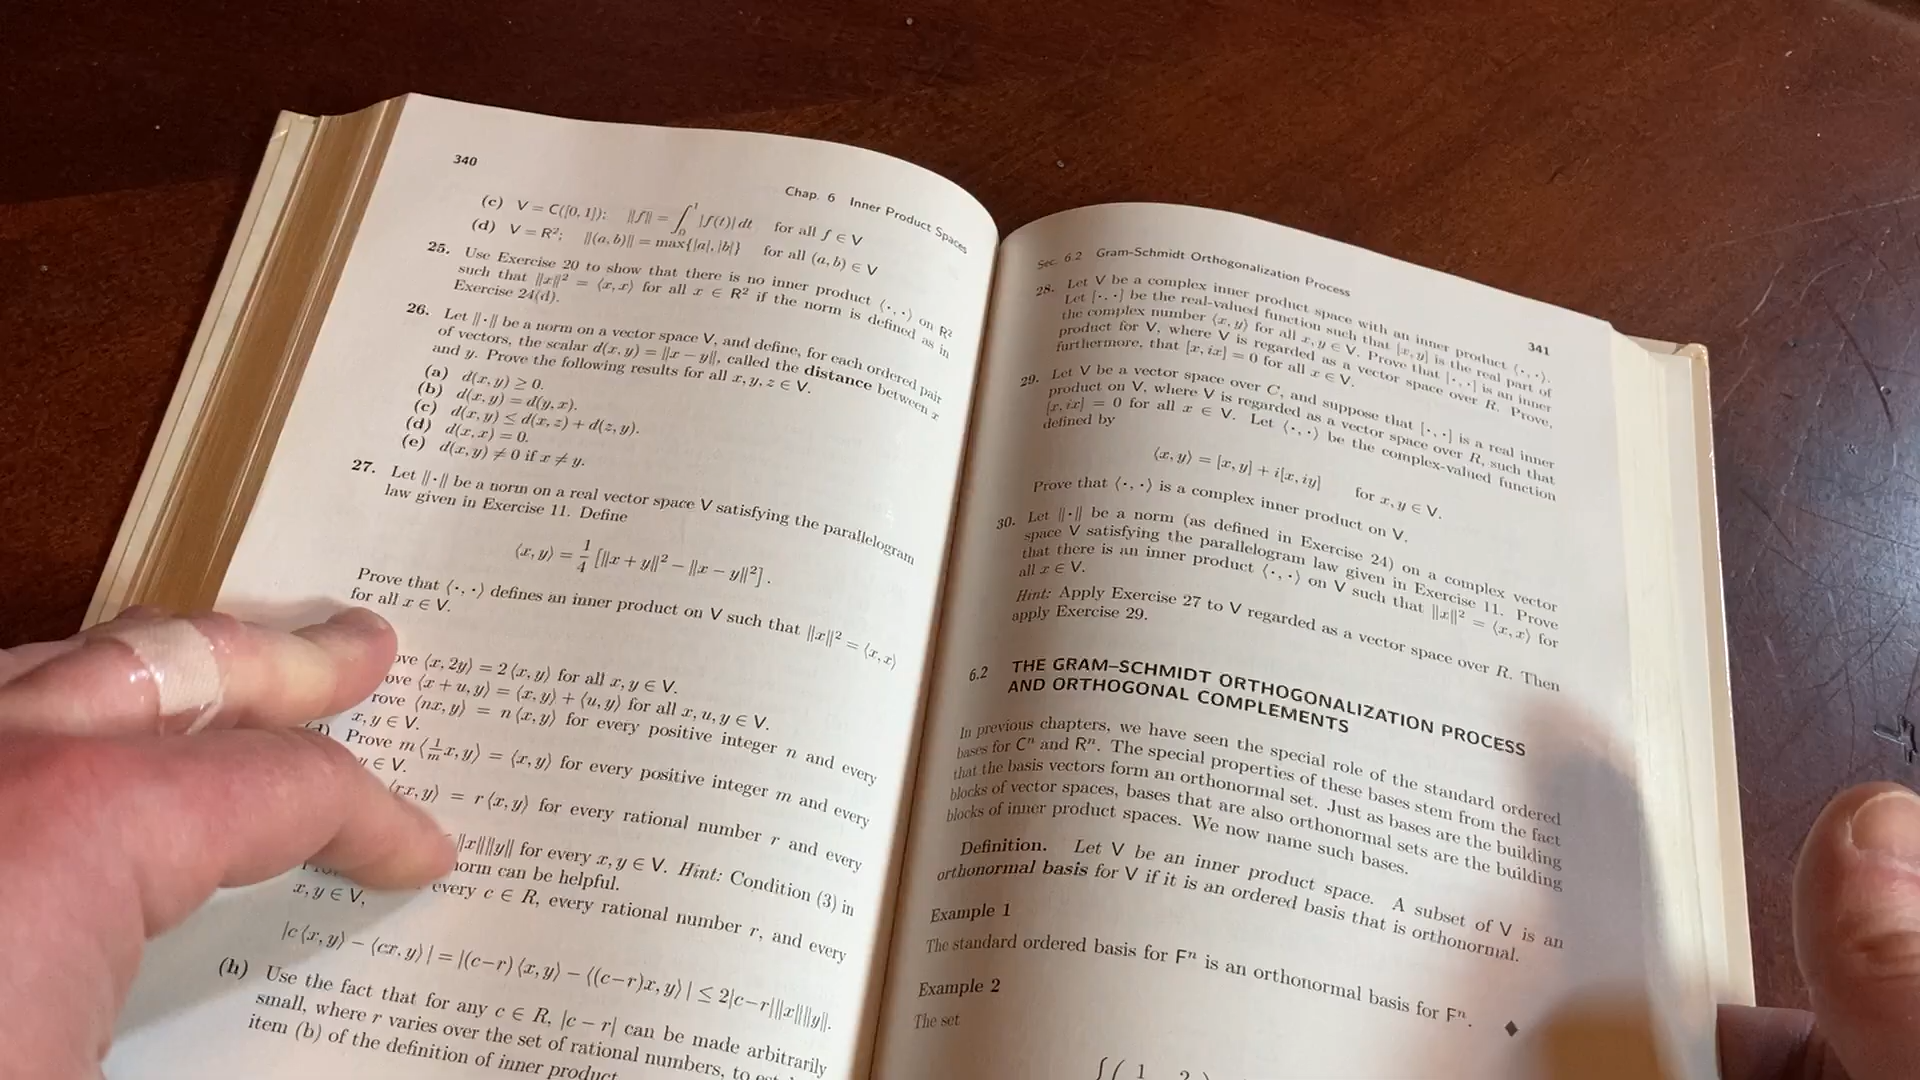 340
Chap. 6 Inner Product Spaces
(c) V = C([0, 1]); ‖f‖ = ∫₀¹ |f(t)| dt for all f ∈ V
(d) V = R²; ‖(a, b)‖ = max{|a|, |b|} for all (a, b) ∈ V
25. Use Exercise 20 to show that there is no inner product ⟨·, ·⟩ on R²
such that ‖x‖² = ⟨x, x⟩ for all x ∈ R² if the norm is defined as in
Exercise 24(d).
26. Let ‖·‖ be a norm on a vector space V, and define, for each ordered pair
of vectors, the scalar d(x, y) = ‖x − y‖, called the distance between x
and y. Prove the following results for all x, y, z ∈ V.
(a) d(x, y) ≥ 0.
(b) d(x, y) = d(y, x).
(c) d(x, y) ≤ d(x, z) + d(z, y).
(d) d(x, x) = 0.
(e) d(x, y) ≠ 0 if x ≠ y.
27. Let ‖·‖ be a norm on a real vector space V satisfying the parallelogram
law given in Exercise 11. Define
⟨x, y⟩ = 1/4 [‖x + y‖² − ‖x − y‖²].
Prove that ⟨·, ·⟩ defines an inner product on V such that ‖x‖² = ⟨x, x⟩
for all x ∈ V.
ove ⟨x, 2y⟩ = 2 ⟨x, y⟩ for all x, y ∈ V.
ove ⟨x + u, y⟩ = ⟨x, y⟩ + ⟨u, y⟩ for all x, u, y ∈ V.
rove ⟨nx, y⟩ = n ⟨x, y⟩ for every positive integer n and every
x, y ∈ V.
Prove m ⟨1/m x, y⟩ = ⟨x, y⟩ for every positive integer m and every
y ∈ V.
⟨rx, y⟩ = r ⟨x, y⟩ for every rational number r and every
‖x‖‖y‖ for every x, y ∈ V. Hint: Condition (3) in
norm can be helpful.
every c ∈ R, every rational number r, and every
x, y ∈ V,
|c ⟨x, y⟩ − ⟨cx, y⟩| = |(c−r) ⟨x, y⟩ − ⟨(c−r)x, y⟩| ≤ 2|c−r|‖x‖‖y‖.
(h) Use the fact that for any c ∈ R, |c − r| can be made arbitrarily
small, where r varies over the set of rational numbers, to
item (b) of the definition of inner product
Sec. 6.2 Gram-Schmidt Orthogonalization Process
341
28. Let V be a complex inner product space with an inner product ⟨·, ·⟩.
Let [·, ·] be the real-valued function such that [x, y] is the real part of
the complex number ⟨x, y⟩ for all x, y ∈ V. Prove that [·, ·] is an inner
product for V, where V is regarded as a vector space over R. Prove,
furthermore, that [x, ix] = 0 for all x ∈ V.
29. Let V be a vector space over C, and suppose that [·, ·] is a real inner
product on V, where V is regarded as a vector space over R, such that
[x, ix] = 0 for all x ∈ V. Let ⟨·, ·⟩ be the complex-valued function
defined by
⟨x, y⟩ = [x, y] + i[x, iy] for x, y ∈ V.
Prove that ⟨·, ·⟩ is a complex inner product on V.
30. Let ‖·‖ be a norm (as defined in Exercise 24) on a complex vector
space V satisfying the parallelogram law given in Exercise 11. Prove
that there is an inner product ⟨·, ·⟩ on V such that ‖x‖² = ⟨x, x⟩ for
all x ∈ V.
Hint: Apply Exercise 27 to V regarded as a vector space over R. Then
apply Exercise 29.
6.2 THE GRAM–SCHMIDT ORTHOGONALIZATION PROCESS
AND ORTHOGONAL COMPLEMENTS
In previous chapters, we have seen the special role of the standard ordered
bases for Cⁿ and Rⁿ. The special properties of these bases stem from the fact
that the basis vectors form an orthonormal set. Just as bases are the building
blocks of vector spaces, bases that are also orthonormal sets are the building
blocks of inner product spaces. We now name such bases.
Definition. Let V be an inner product space. A subset of V is an
orthonormal basis for V if it is an ordered basis that is orthonormal.
Example 1
The standard ordered basis for Fⁿ is an orthonormal basis for Fⁿ. ◆
Example 2
The set